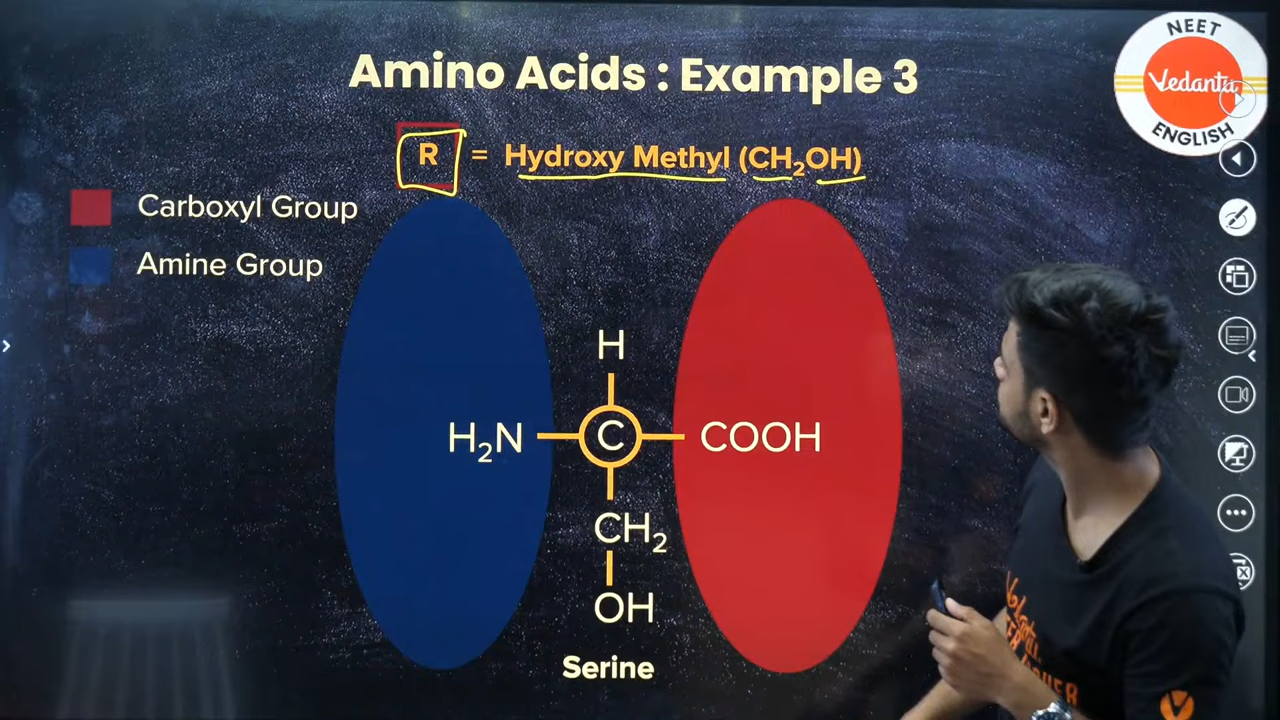 Amino Acids : Example 3
NEET
Vedantu
ENGLISH
R = Hydroxy Methyl (CH₂OH)
Carboxyl Group
Amine Group
H
H₂N – C – COOH
CH₂
OH
Serine